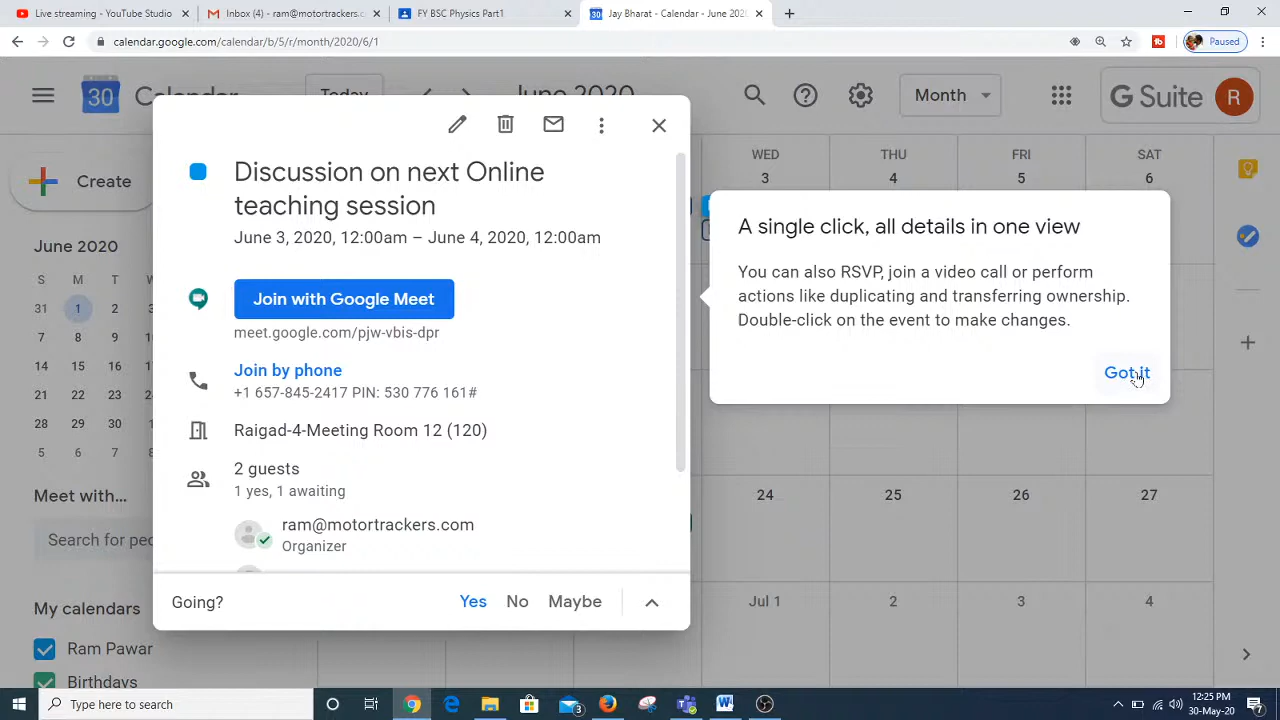 Live streaming - YouTube Studio
Inbox (4) - ram@motortrackers.c
FY BSC Physics Part1
Jay Bharat - Calendar - June 202
calendar.google.com/calendar/b/5/r/month/2020/6/1
Paused
30
Calendar
Today
June 2020
Month
G Suite
R
Create
June 2020
S M T W
31 1 2 3
7 8 9 10
14 15 16 17
21 22 23 24
28 29 30
5 6 7 8
Meet with...
Search for peo
My calendars
Ram Pawar
Birthdays
Discussion on next Online
teaching session
June 3, 2020, 12:00am – June 4, 2020, 12:00am
Join with Google Meet
meet.google.com/pjw-vbis-dpr
Join by phone
+1 657-845-2417 PIN: 530 776 161#
Raigad-4-Meeting Room 12 (120)
2 guests
1 yes, 1 awaiting
ram@motortrackers.com
Organizer
Going?
Yes No Maybe
WED THU FRI SAT
3 4 5 6
A single click, all details in one view
You can also RSVP, join a video call or perform
actions like duplicating and transferring ownership.
Double-click on the event to make changes.
Got it
24 25 26 27
Jul 1 2 3 4
Type here to search
3
12:25 PM
30-May-20